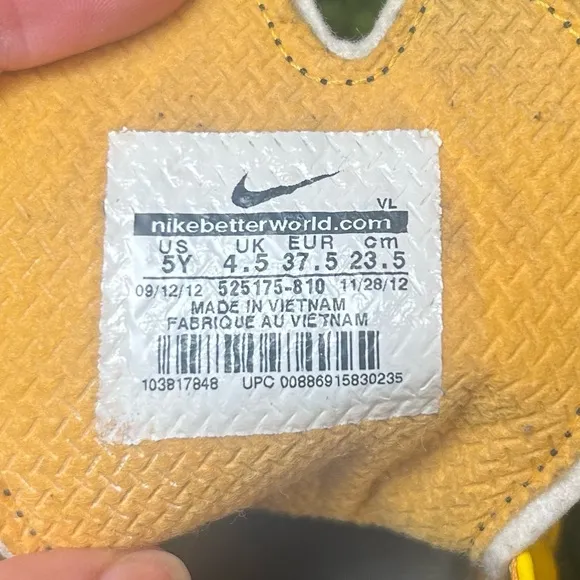 VL
nikebetterworld.com
US UK EUR cm
5Y 4.5 37.5 23.5
09/12/12 525175-810 11/28/12
MADE IN VIETNAM
FABRIQUE AU VIETNAM
103817848 UPC 00886915830235